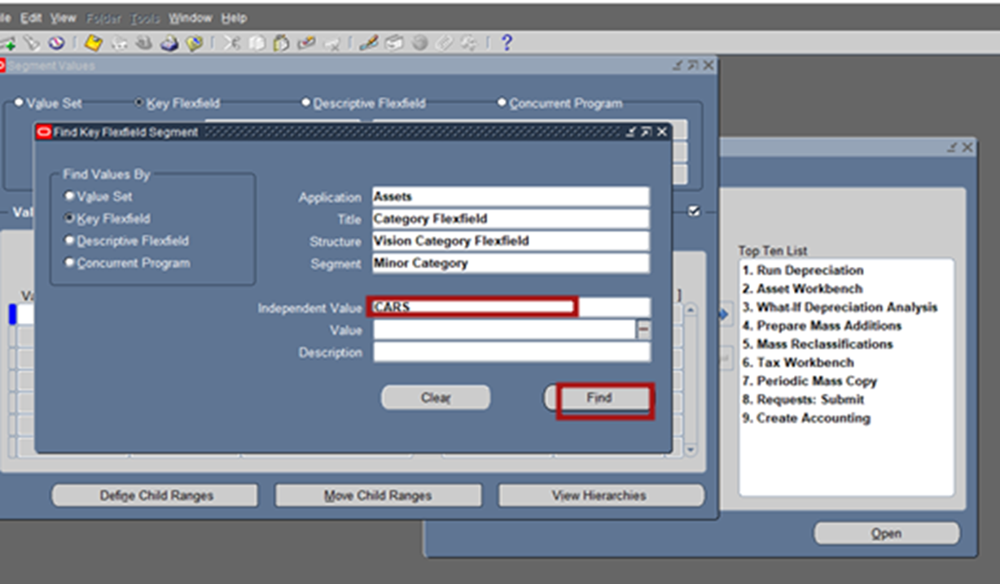 Edit View Folder Tools Window Help
Segment Values
Value Set Key Flexfield Descriptive Flexfield Concurrent Program
Find Key Flexfield Segment
Find Values By
Value Set
Key Flexfield
Descriptive Flexfield
Concurrent Program
Application Assets
Title Category Flexfield
Structure Vision Category Flexfield
Segment Minor Category
Independent Value CARS
Value
Description
Clear Find
Define Child Ranges Move Child Ranges View Hierarchies
Top Ten List
1. Run Depreciation
2. Asset Workbench
3. What-If Depreciation Analysis
4. Prepare Mass Additions
5. Mass Reclassifications
6. Tax Workbench
7. Periodic Mass Copy
8. Requests: Submit
9. Create Accounting
Open